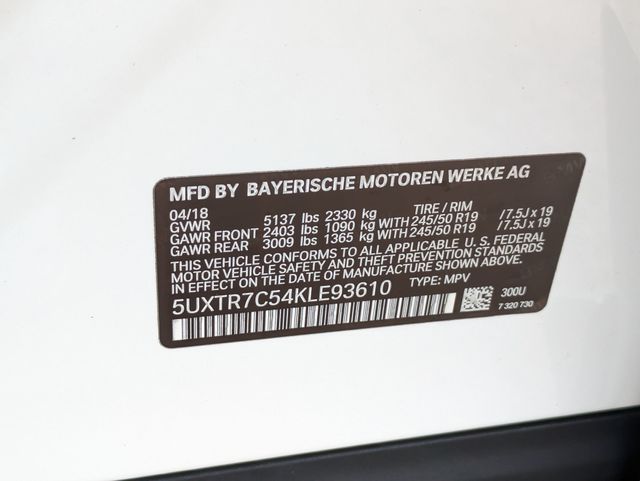 MFD BY BAYERISCHE MOTOREN WERKE AG
04/18 TIRE / RIM
GVWR 5137 lbs 2330 kg
GAWR FRONT 2403 lbs 1090 kg WITH 245/50 R19 /7.5J x 19
GAWR REAR 3009 lbs 1365 kg WITH 245/50 R19 /7.5J x 19
THIS VEHICLE CONFORMS TO ALL APPLICABLE U. S. FEDERAL
MOTOR VEHICLE SAFETY AND THEFT PREVENTION STANDARDS
IN EFFECT ON THE DATE OF MANUFACTURE SHOWN ABOVE.
5UXTR7C54KLE93610 TYPE: MPV
300U
7 320 730